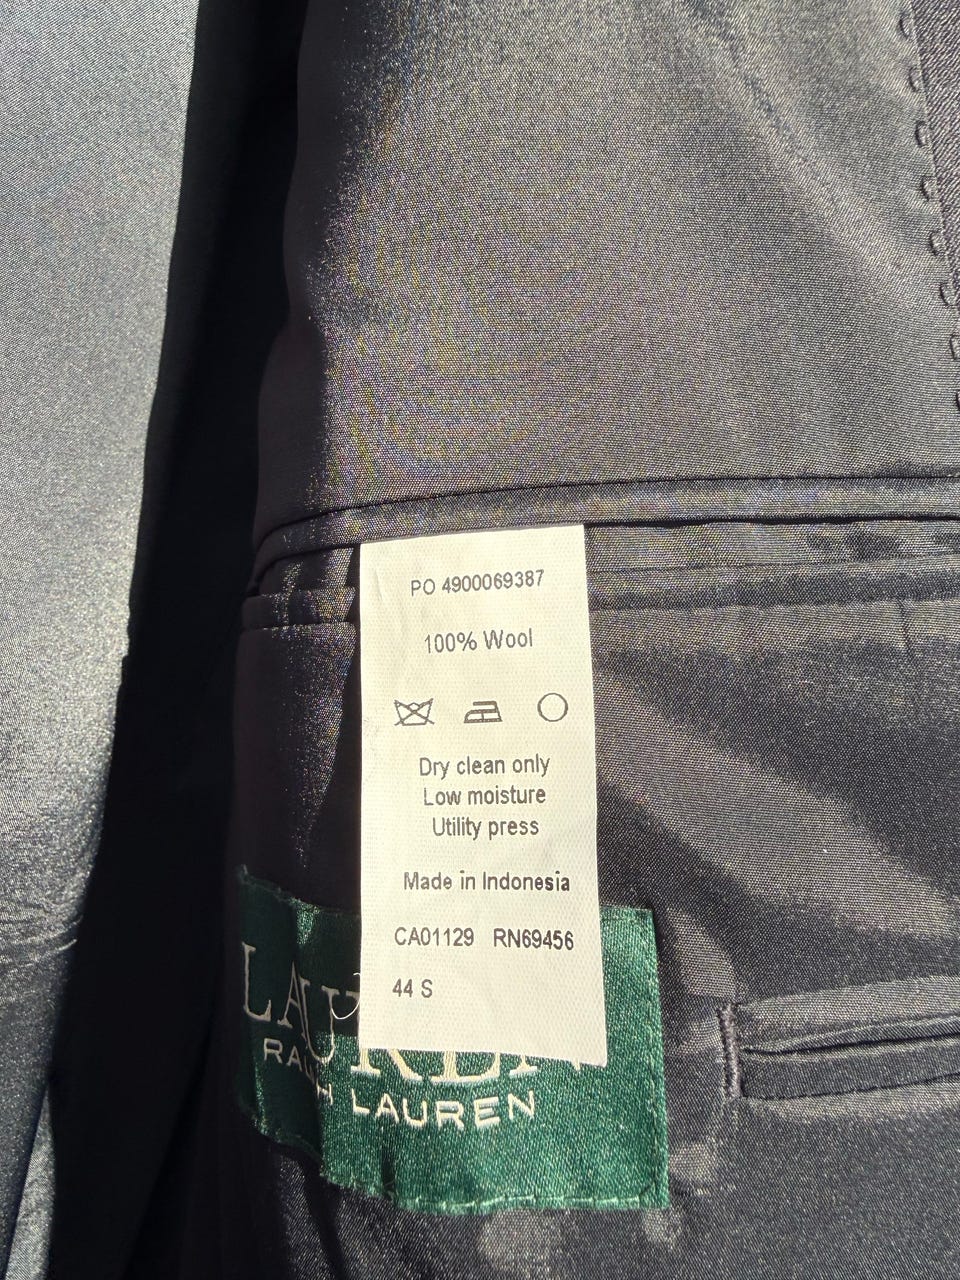 PO 4900069387
100% Wool
Dry clean only
Low moisture
Utility press
Made in Indonesia
CA01129 RN69456
44 S
LAUREN
RALPH LAUREN